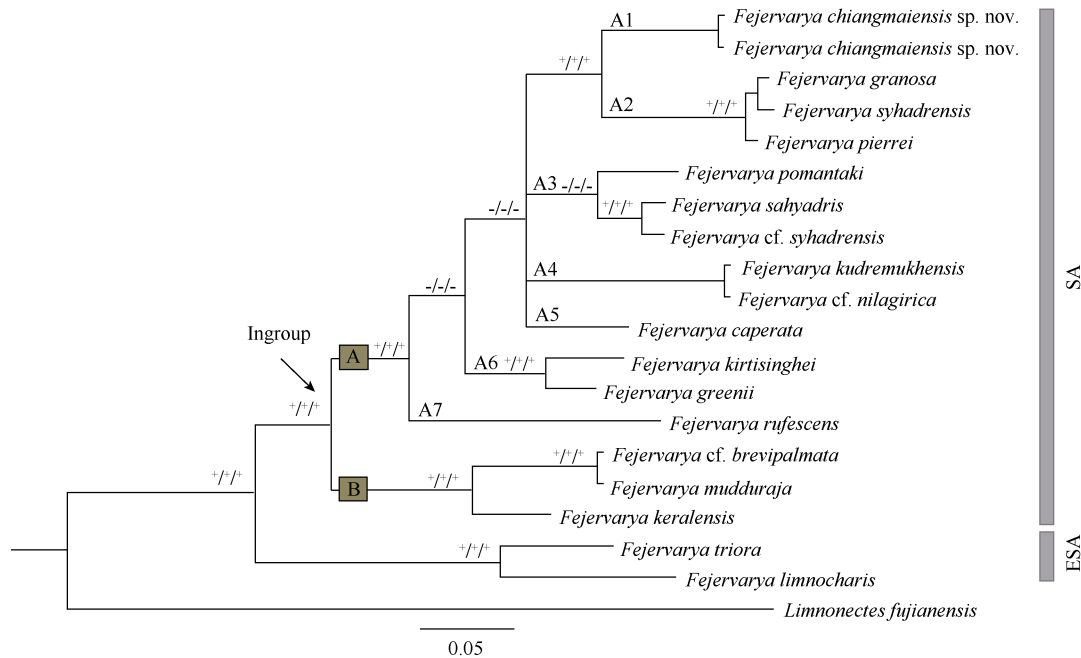 A1
Fejervarya chiangmaiensis sp. nov.
Fejervarya chiangmaiensis sp. nov.
+/+/+
Fejervarya granosa
A2
+/+/+
Fejervarya syhadrensis
Fejervarya pierrei
Fejervarya pomantaki
A3 -/-/-
+/+/+
Fejervarya sahyadris
-/-/-
Fejervarya cf. syhadrensis
A4
Fejervarya kudremukhensis
Fejervarya cf. nilagirica
SA
-/-/-
A5
Fejervarya caperata
Ingroup
A
+/+/+
A6 +/+/+
Fejervarya kirtisinghei
Fejervarya greenii
+/+/+
A7
Fejervarya rufescens
+/+/+
Fejervarya cf. brevipalmata
+/+/+
B
+/+/+
Fejervarya mudduraja
Fejervarya keralensis
+/+/+
Fejervarya triora
ESA
Fejervarya limnocharis
Limnonectes fujianensis
0.05